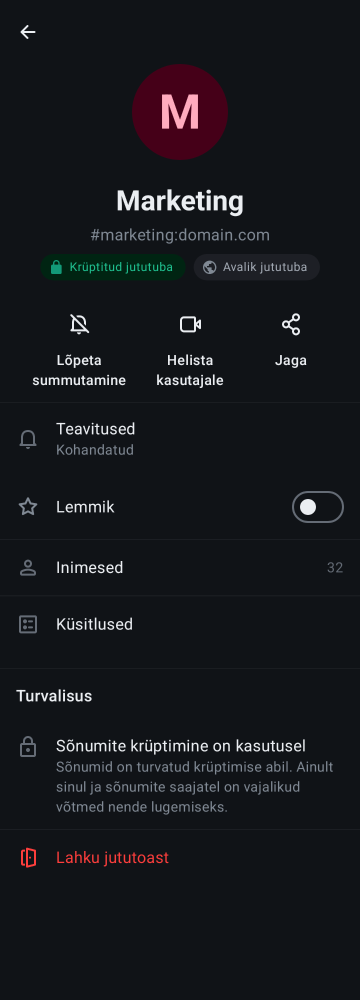 M
Marketing
#marketing:domain.com
Krüptitud jututuba
Avalik jututuba
Lõpeta
summutamine
Helista
kasutajale
Jaga
Teavitused
Kohandatud
Lemmik
Inimesed 32
Küsitlused
Turvalisus
Sõnumite krüptimine on kasutusel
Sõnumid on turvatud krüptimise abil. Ainult
sinul ja sõnumite saajatel on vajalikud
võtmed nende lugemiseks.
Lahku jututoast